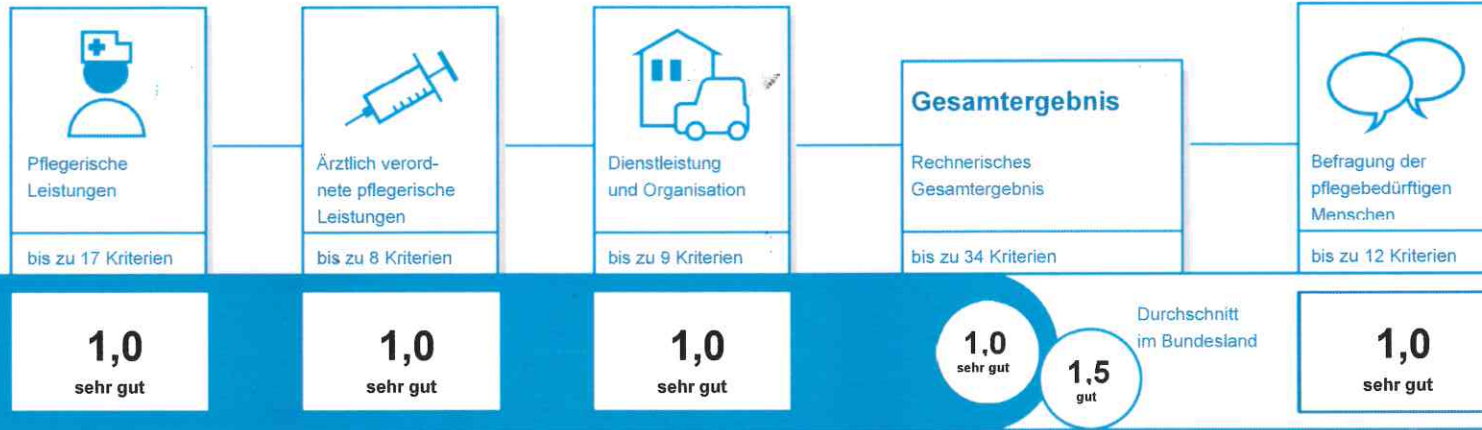 Pflegerische
Leistungen
bis zu 17 Kriterien
1,0
sehr gut
Ärztlich verord-
nete pflegerische
Leistungen
bis zu 8 Kriterien
1,0
sehr gut
Dienstleistung
und Organisation
bis zu 9 Kriterien
1,0
sehr gut
Gesamtergebnis
Rechnerisches
Gesamtergebnis
bis zu 34 Kriterien
1,0
sehr gut
1,5
gut
Durchschnitt
im Bundesland
Befragung der
pflegebedürftigen
Menschen
bis zu 12 Kriterien
1,0
sehr gut